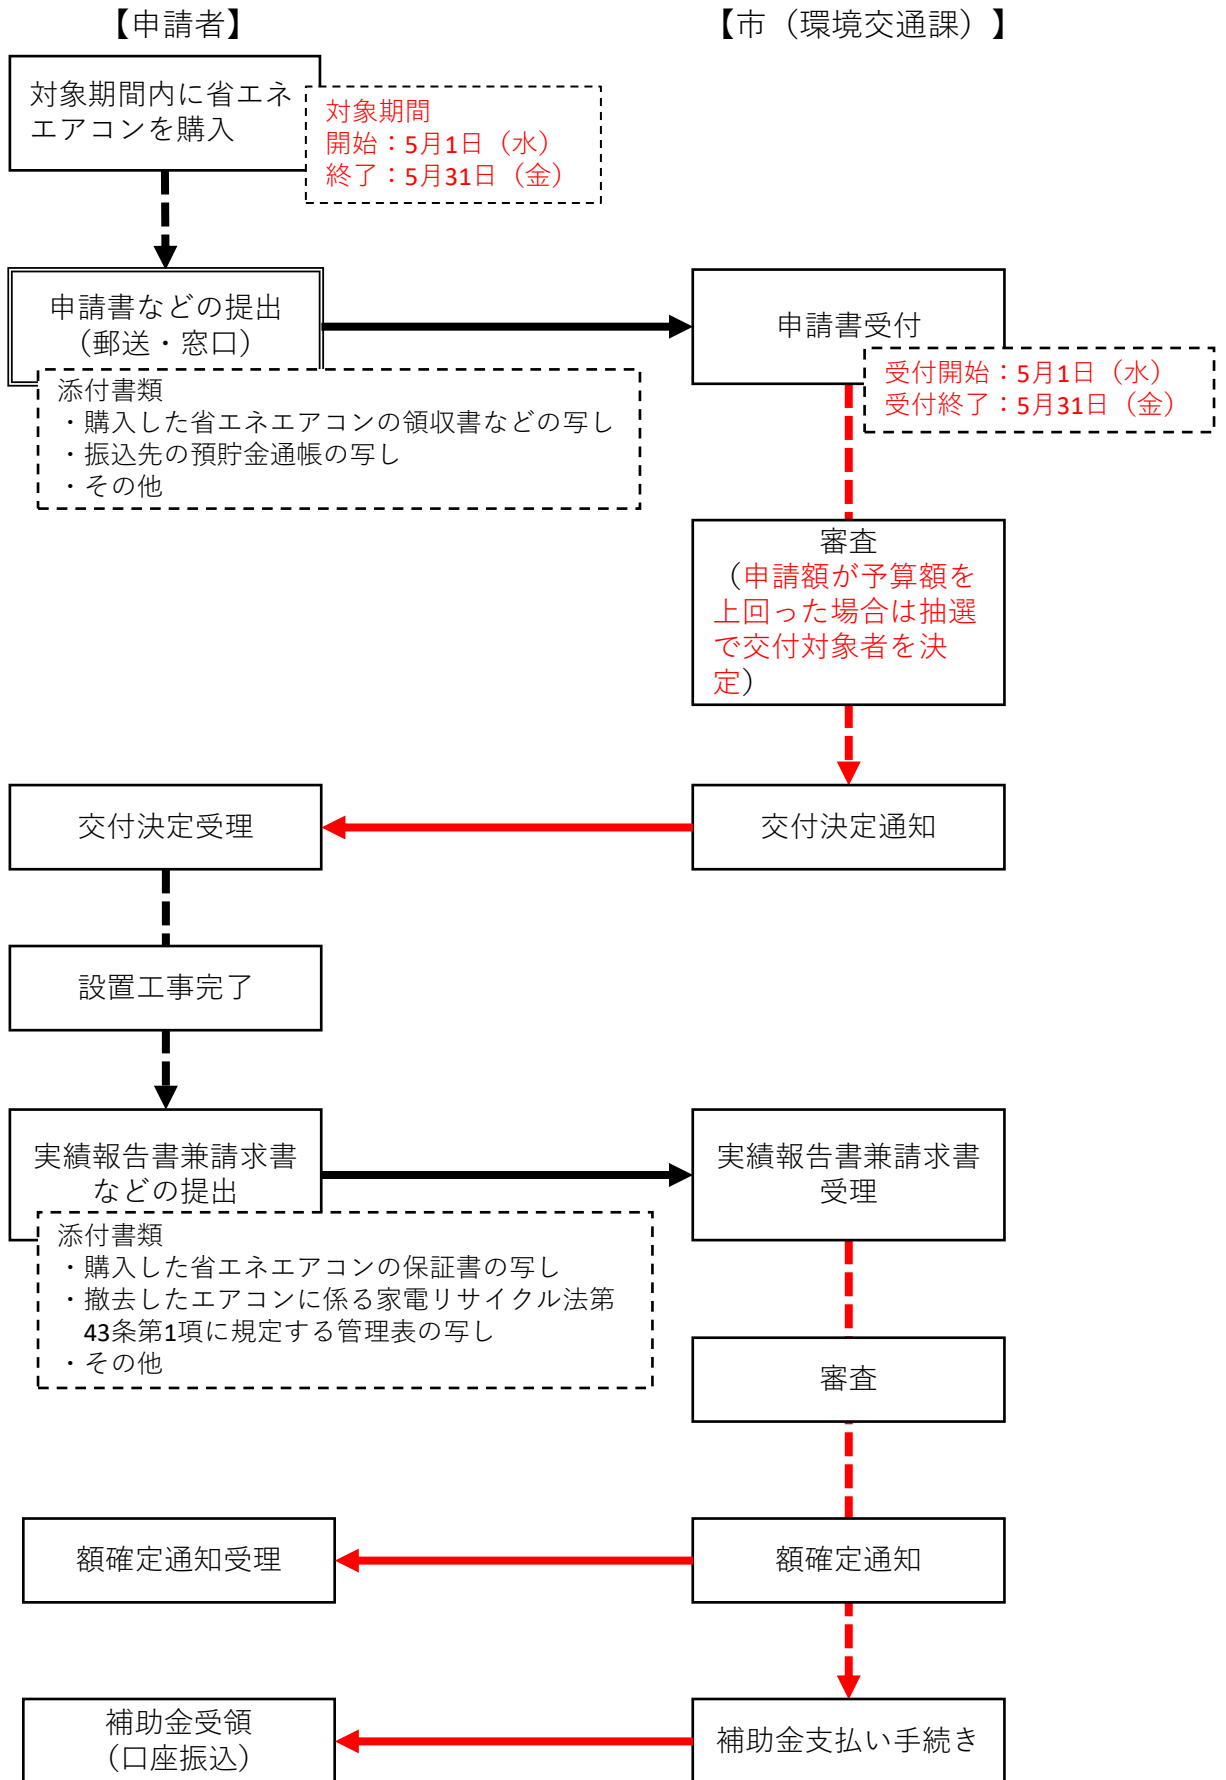 【申請者】
【市（環境交通課）】
対象期間内に省エネ
エアコンを購入
対象期間
開始：5月1日（水）
終了：5月31日（金）
申請書などの提出
（郵送・窓口）
添付書類
・購入した省エネエアコンの領収書などの写し
・振込先の預貯金通帳の写し
・その他
申請書受付
受付開始：5月1日（水）
受付終了：5月31日（金）
審査
（申請額が予算額を
上回った場合は抽選
で交付対象者を決
定）
交付決定受理
交付決定通知
設置工事完了
実績報告書兼請求書
などの提出
添付書類
・購入した省エネエアコンの保証書の写し
・撤去したエアコンに係る家電リサイクル法第
43条第1項に規定する管理表の写し
・その他
実績報告書兼請求書
受理
審査
額確定通知受理
額確定通知
補助金受領
（口座振込）
補助金支払い手続き